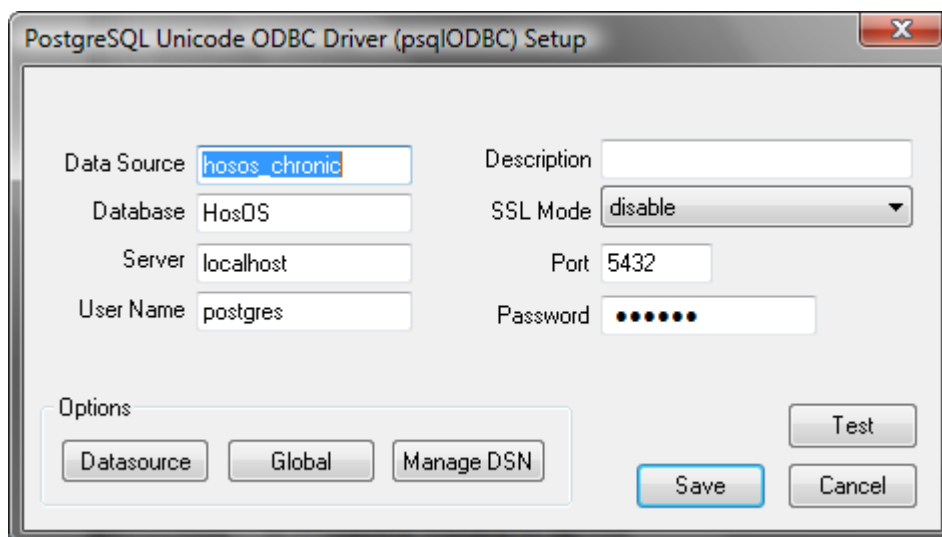 PostgreSQL Unicode ODBC Driver (psqlODBC) Setup
Data Source hosos_chronic
Description
Database HosOS
SSL Mode disable
Server localhost
Port 5432
User Name postgres
Password ●●●●●●
Options
Datasource Global Manage DSN
Test
Save Cancel